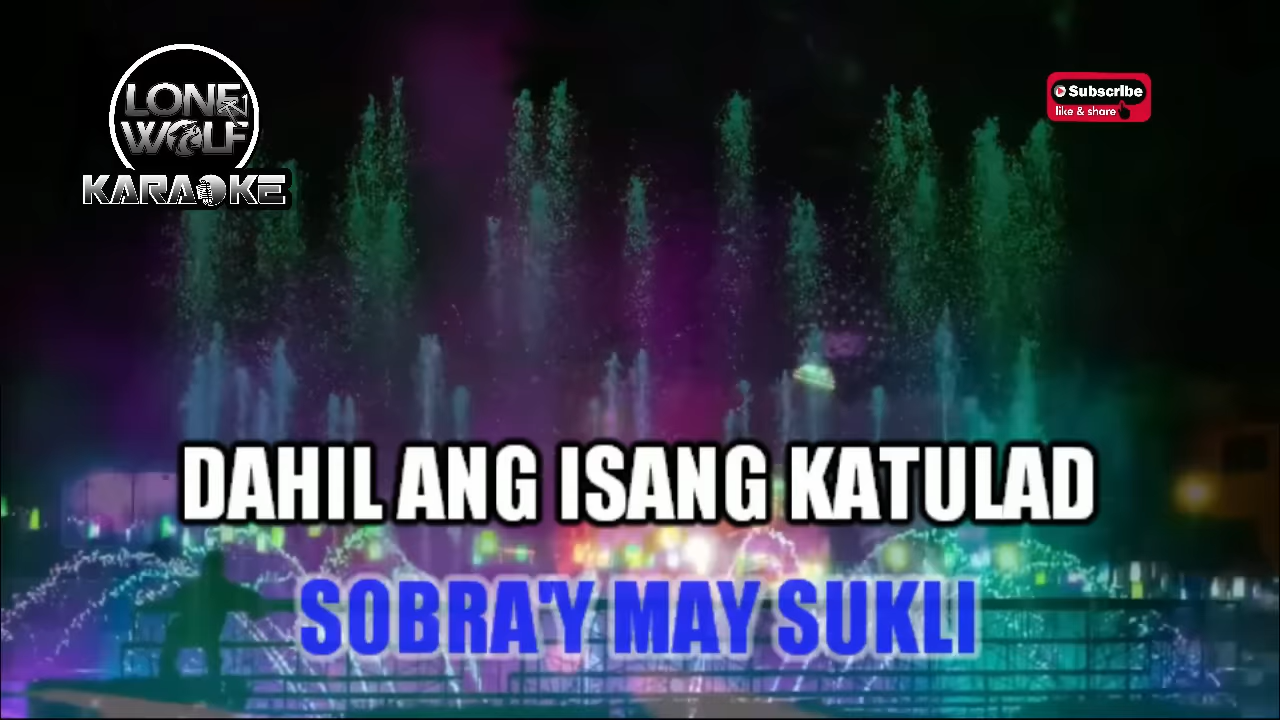 LONE
WOLF
KARAOKE
Subscribe
like & share
DAHIL ANG ISANG KATULAD
SOBRA'Y MAY SUKLI